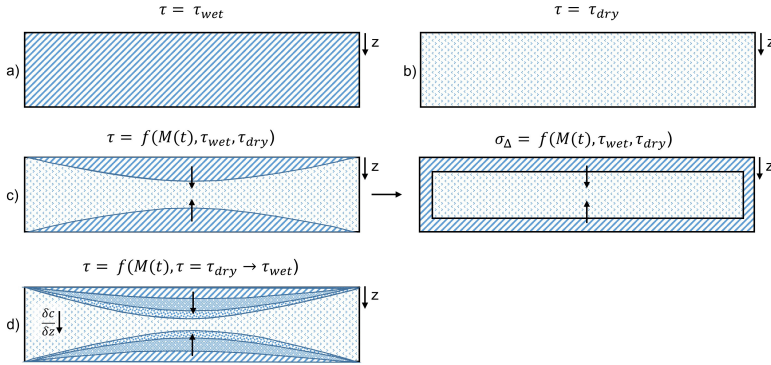 τ = τ_wet
τ = τ_dry
z
z
a)
b)
τ = f(M(t), τ_wet, τ_dry)
σ_Δ = f(M(t), τ_wet, τ_dry)
z
z
c)
τ = f(M(t), τ = τ_dry → τ_wet)
z
δc
δz
d)